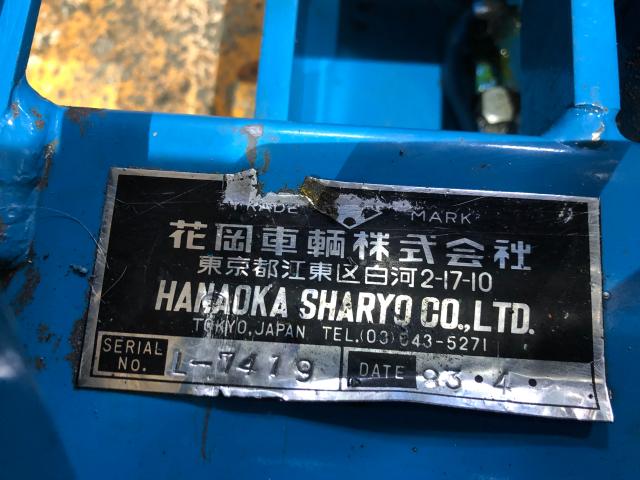 TRADE MARK
花岡車輌株式会社
東京都江東区白河2-17-10
HANAOKA SHARYO CO.,LTD.
TOKYO,JAPAN TEL.(03)643-5271
SERIAL NO. L-7419 DATE 83.4.